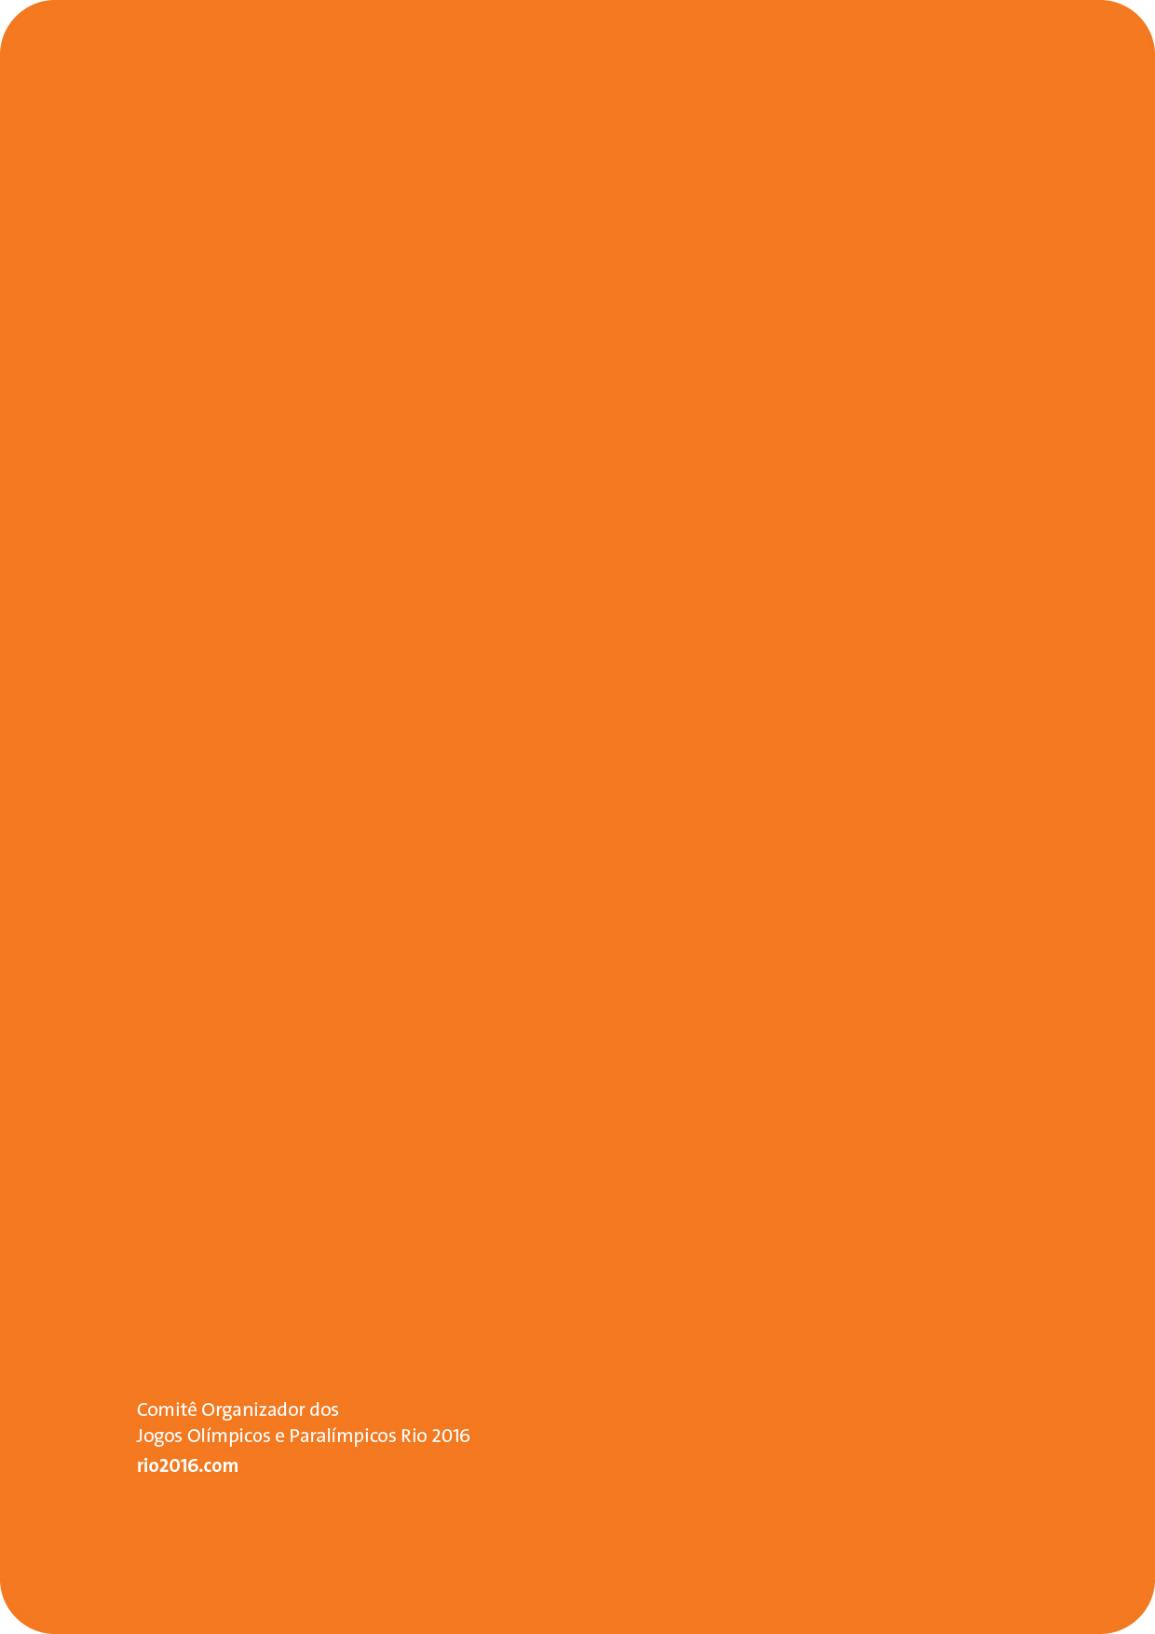 Comitê Organizador dos
Jogos Olímpicos e Paralímpicos Rio 2016
rio2016.com